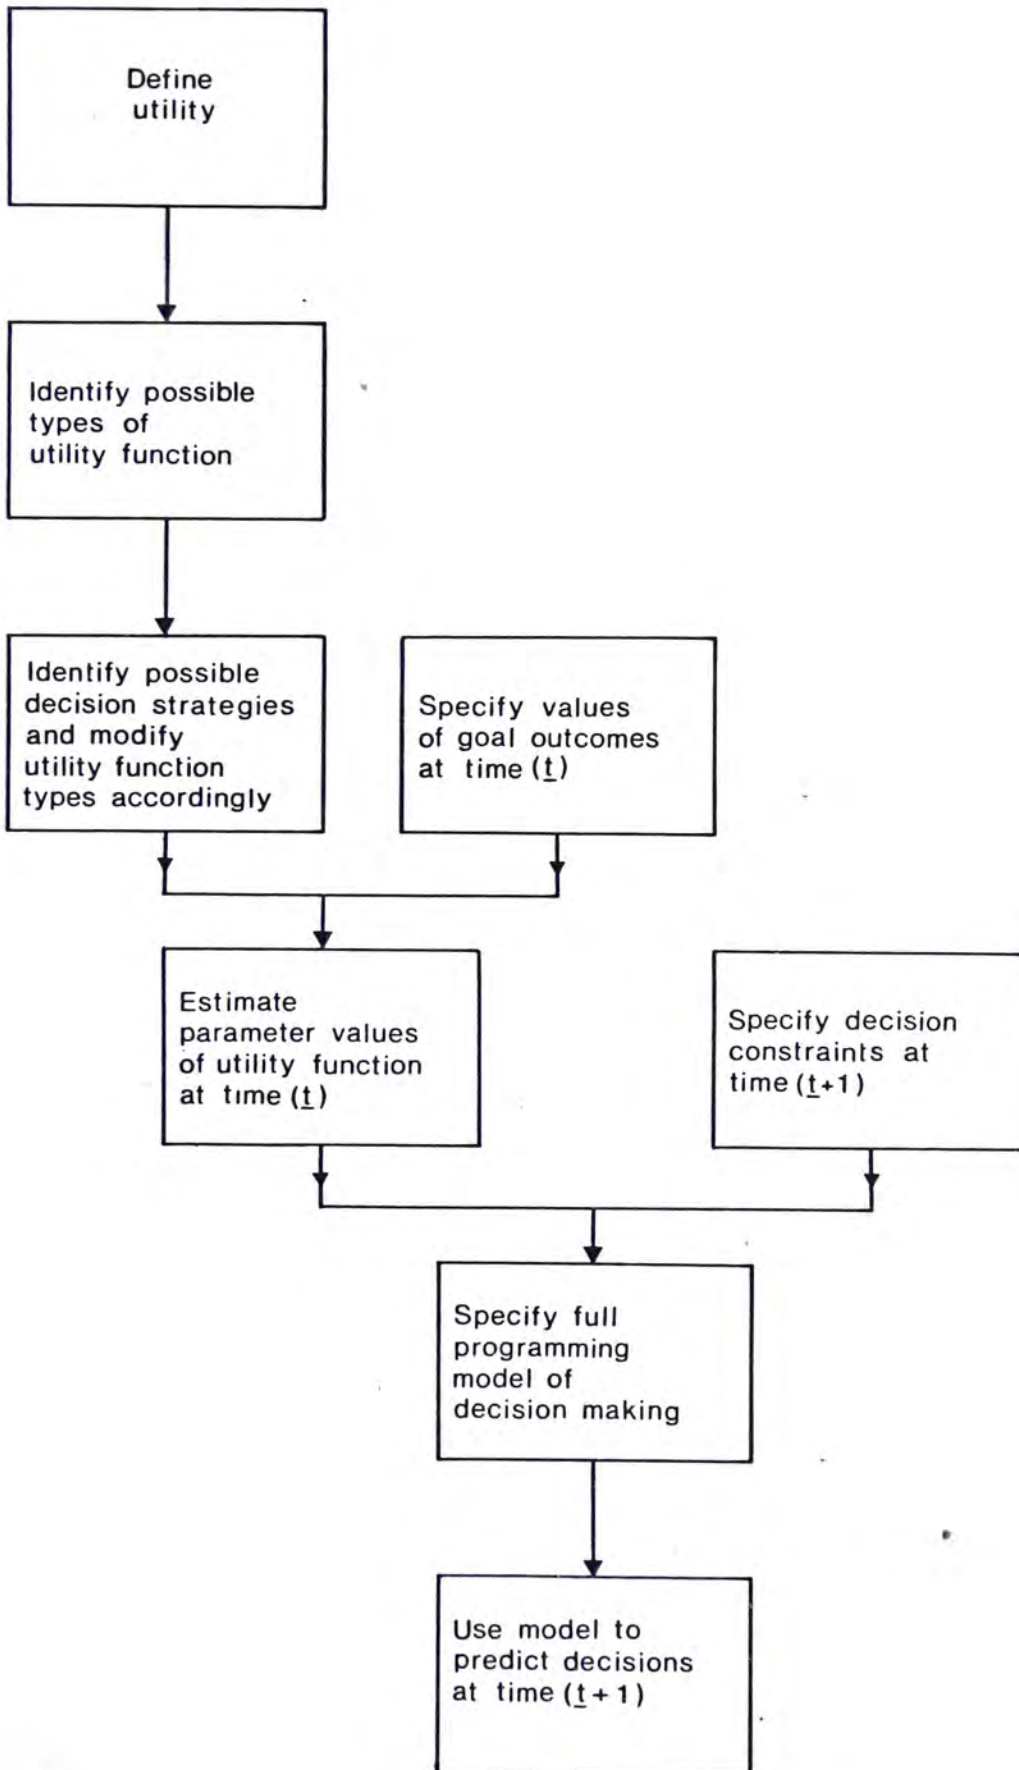 Define
utility
Identify possible
types of
utility function
Identify possible
decision strategies
and modify
utility function
types accordingly
Specify values
of goal outcomes
at time (t)
Estimate
parameter values
of utility function
at time (t)
Specify decision
constraints at
time (t+1)
Specify full
programming
model of
decision making
Use model to
predict decisions
at time (t + 1)